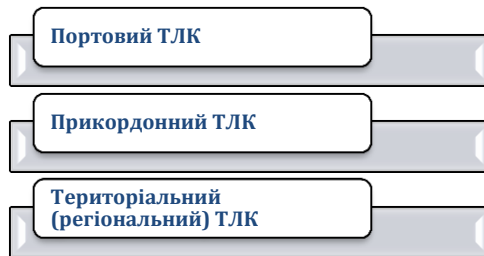 Портовий ТЛК
Прикордонний ТЛК
Територіальний
(регіональний) ТЛК